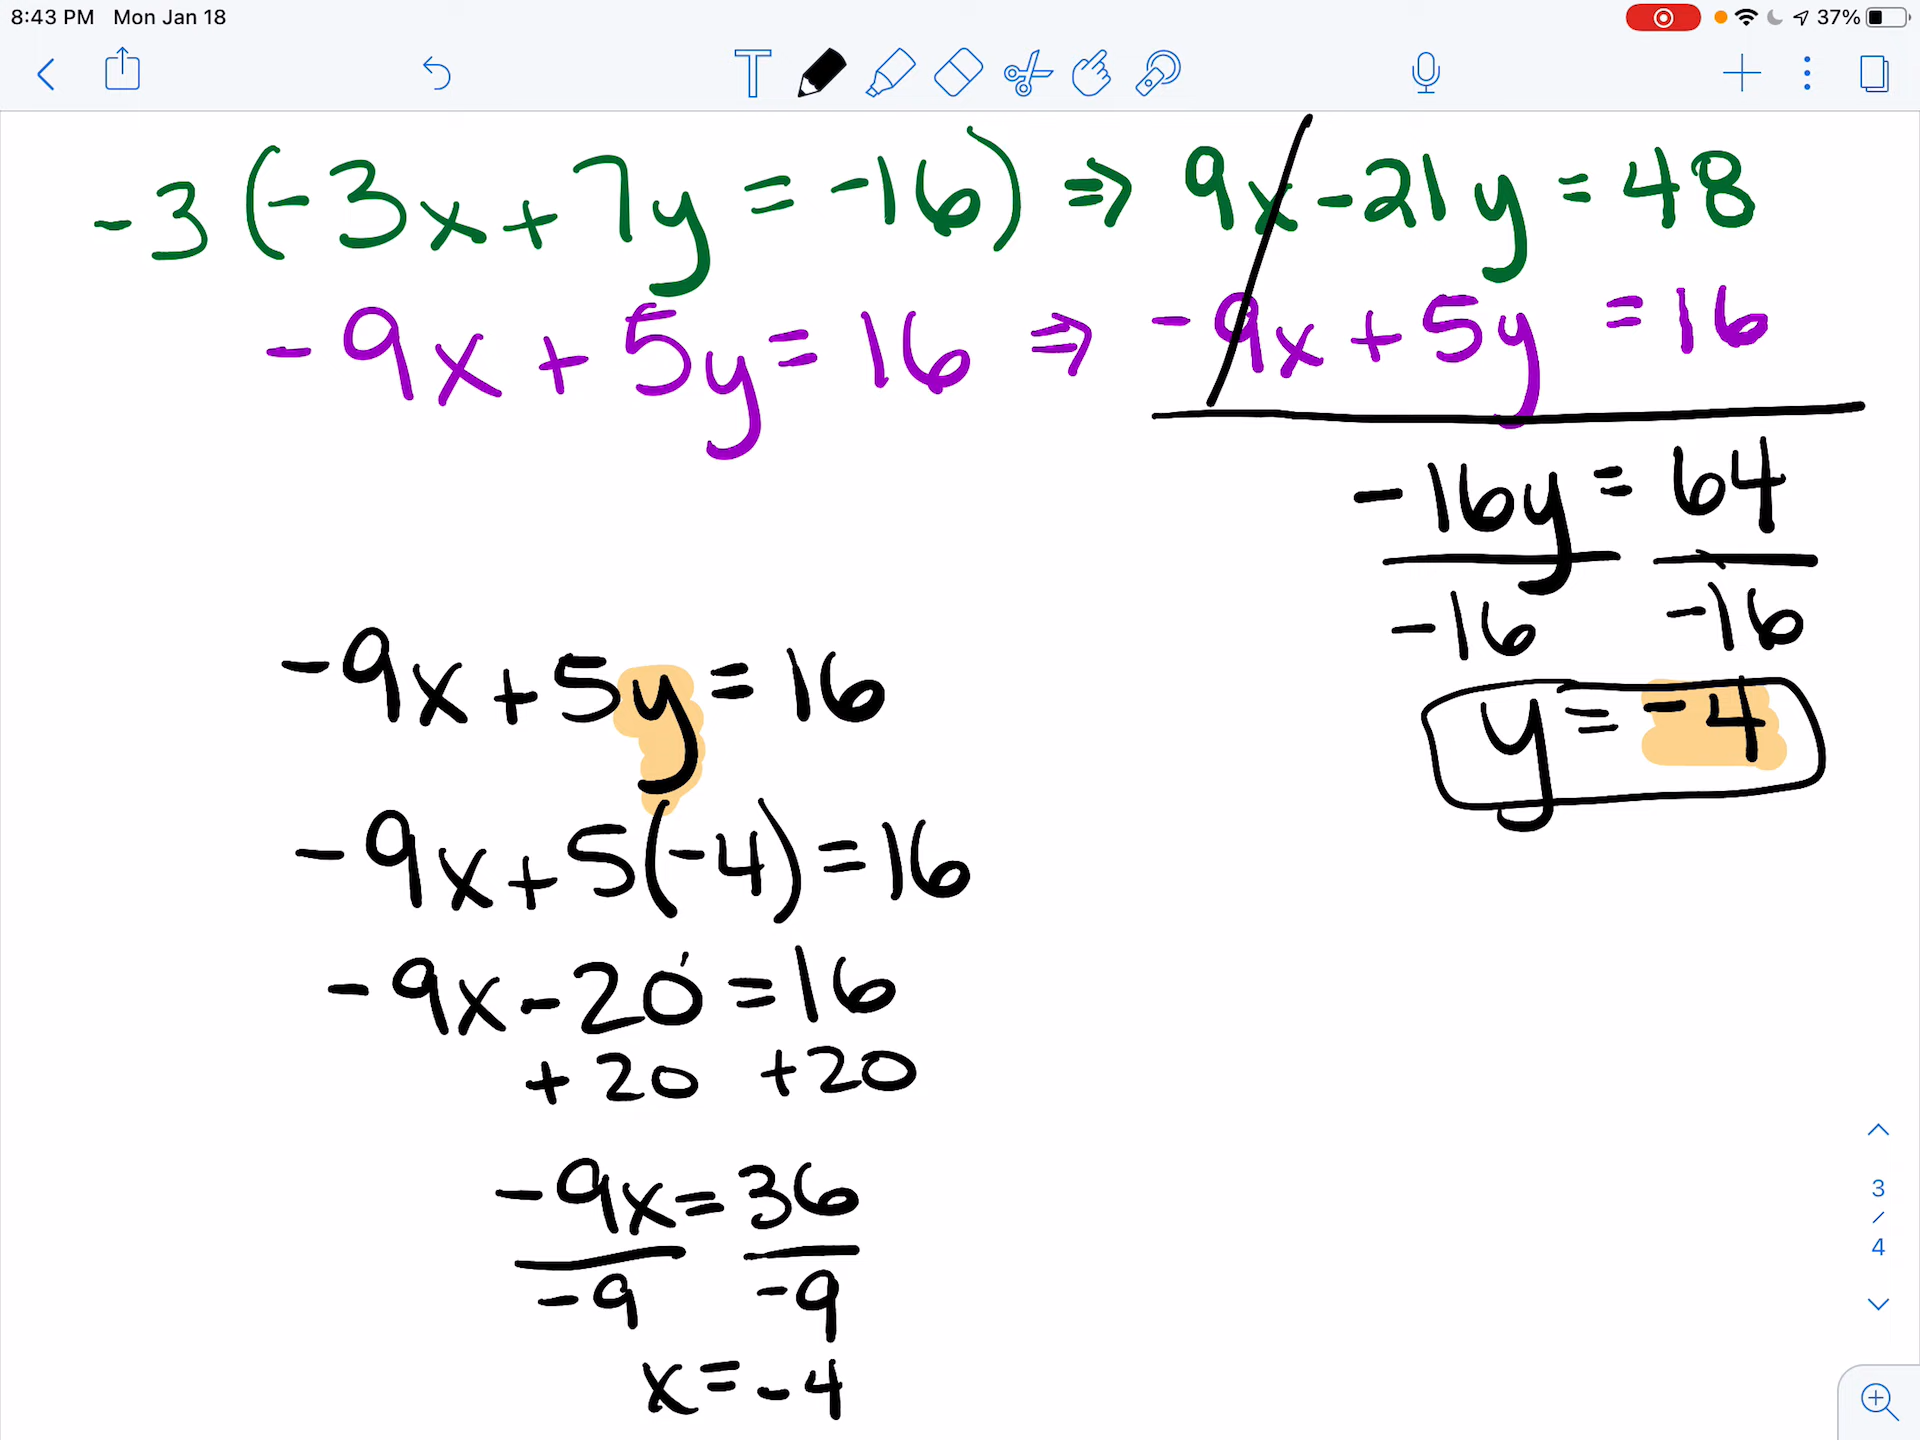 8:43 PM Mon Jan 18 37%
T
-3(-3x+7y=-16) ⇒ 9x-21y=48
-9x+5y=16 ⇒ -9x+5y=16
-16y=64
-16 -16
y=-4
-9x+5y=16
-9x+5(-4)=16
-9x-20=16
+20 +20
-9x=36
-9 -9
x=-4
3
/
4